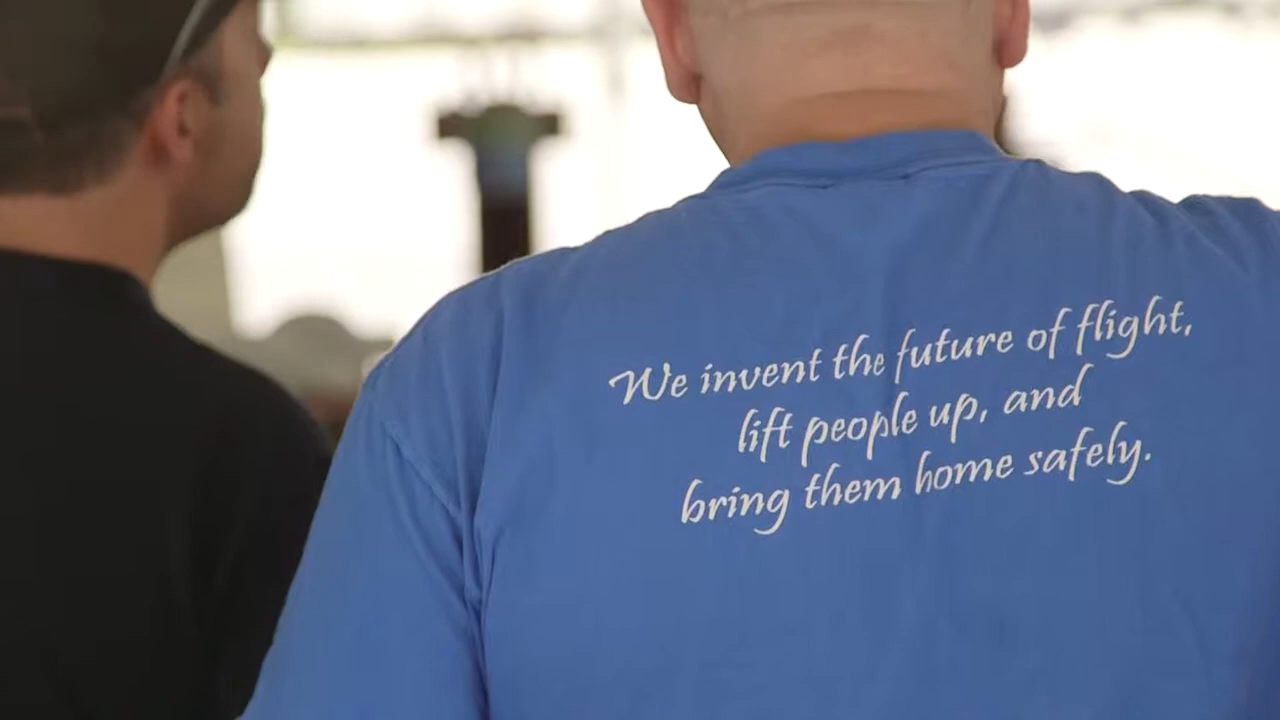 We invent the future of flight,
lift people up, and
bring them home safely.